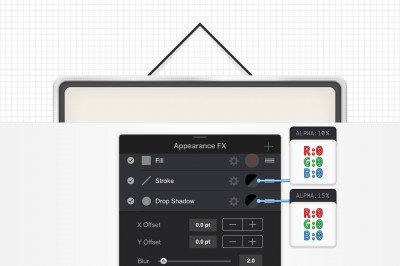 Appearance FX
Fill
Stroke
Drop Shadow
X Offset 0.0 pt
Y Offset 0.0 pt
Blur 2.0
ALPHA:10%
R:0
G:0
B:0
ALPHA:15%
R:0
G:0
B:0